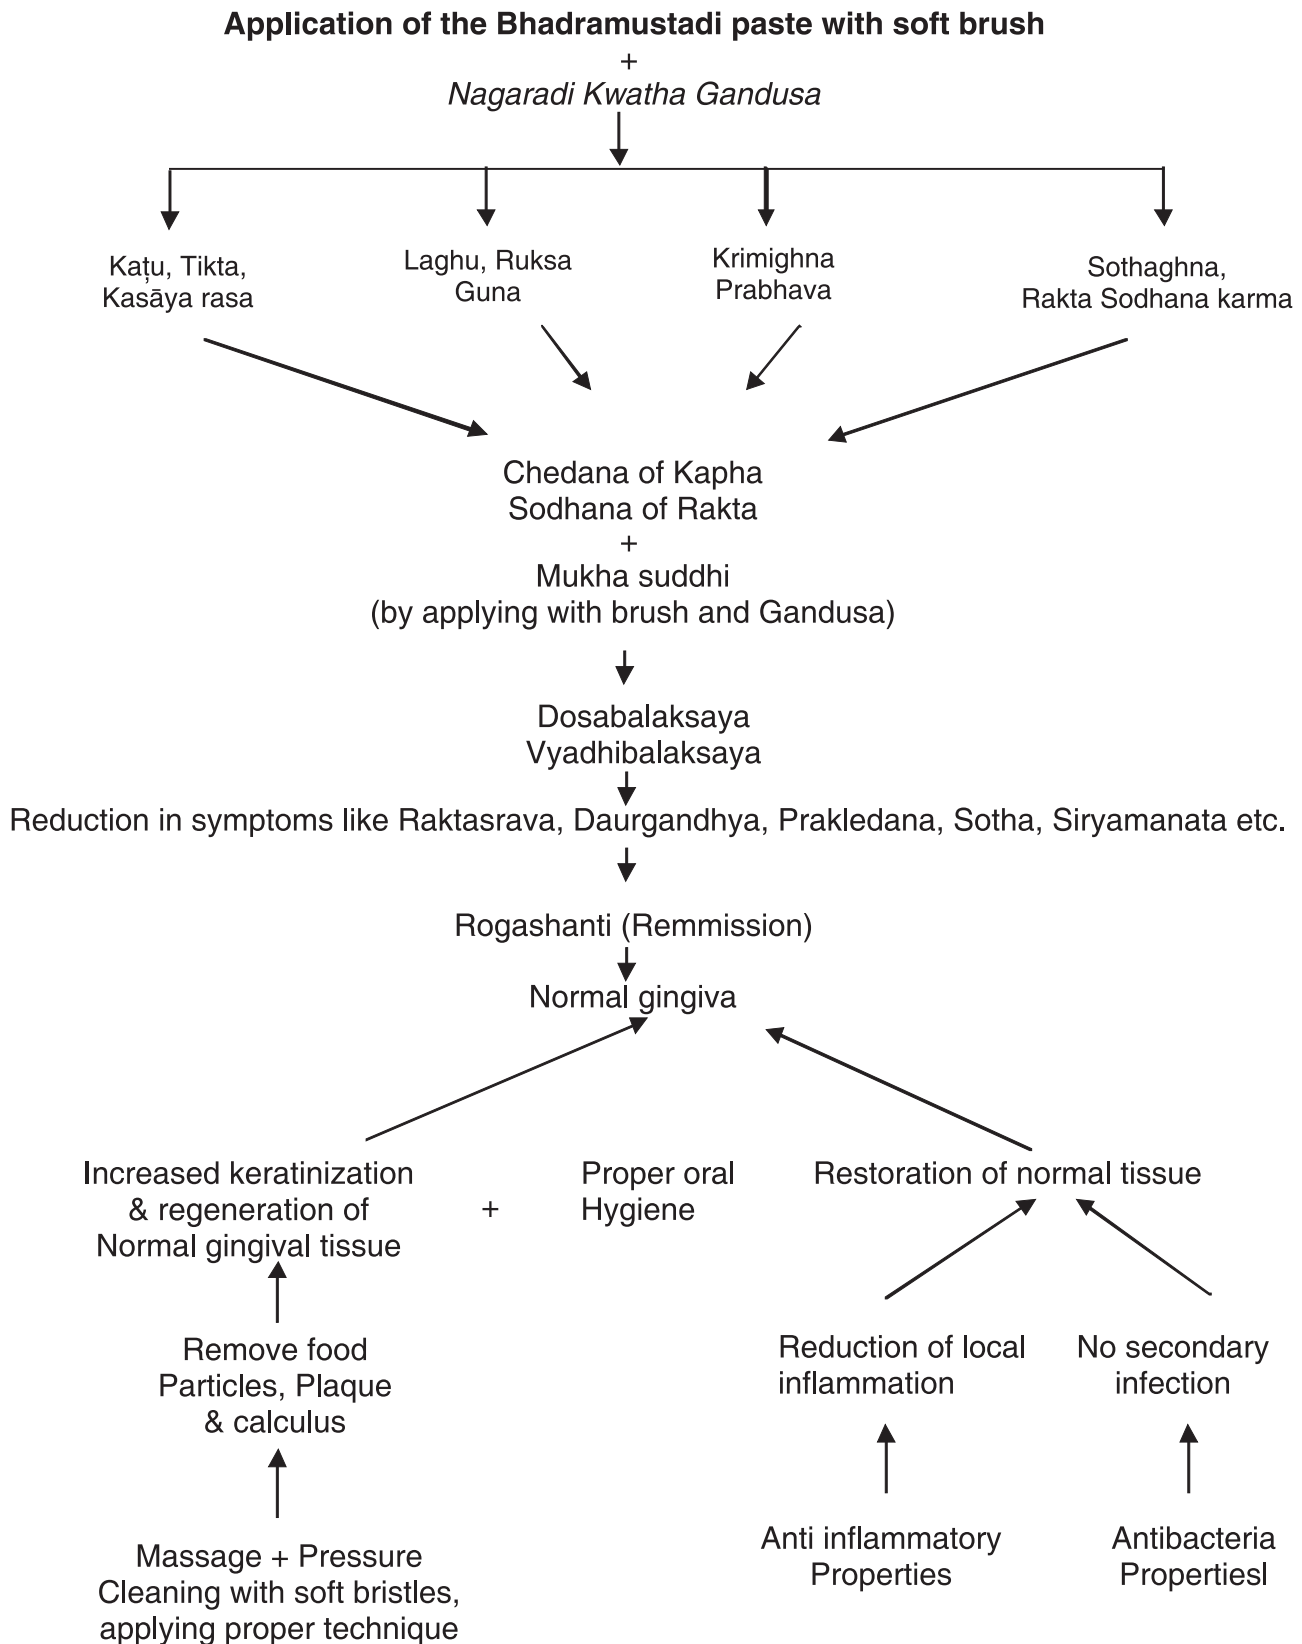 Application of the Bhadramustadi paste with soft brush
+
Nagaradi Kwatha Gandusa
Kaṭu, Tikta,
Kasāya rasa
Laghu, Ruksa
Guna
Krimighna
Prabhava
Sothaghna,
Rakta Sodhana karma
Chedana of Kapha
Sodhana of Rakta
+
Mukha suddhi
(by applying with brush and Gandusa)
Dosabalaksaya
Vyadhibalaksaya
Reduction in symptoms like Raktasrava, Daurgandhya, Prakledana, Sotha, Siryamanata etc.
Rogashanti (Remmission)
Normal gingiva
Increased keratinization
& regeneration of
Normal gingival tissue
+
Proper oral
Hygiene
Restoration of normal tissue
Remove food
Particles, Plaque
& calculus
Reduction of local
inflammation
No secondary
infection
Massage + Pressure
Cleaning with soft bristles,
applying proper technique
Anti inflammatory
Properties
Antibacteria
Propertiesl